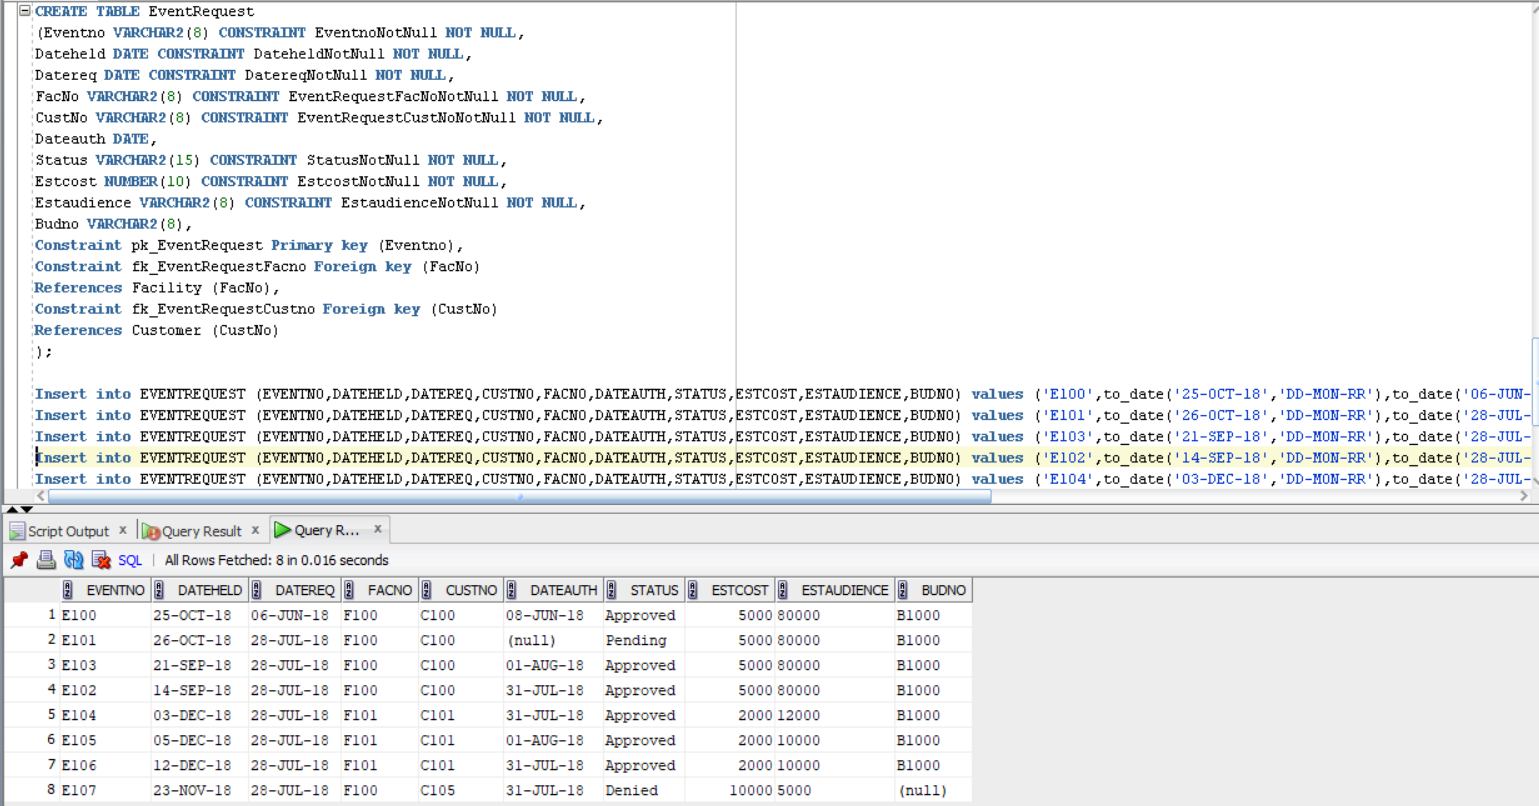 CREATE TABLE EventRequest
(Eventno VARCHAR2(8) CONSTRAINT EventnoNotNull NOT NULL,
Dateheld DATE CONSTRAINT DateheldNotNull NOT NULL,
Datereq DATE CONSTRAINT DatereqNotNull NOT NULL,
FacNo VARCHAR2(8) CONSTRAINT EventRequestFacNoNotNull NOT NULL,
CustNo VARCHAR2(8) CONSTRAINT EventRequestCustNoNotNull NOT NULL,
Dateauth DATE,
Status VARCHAR2(15) CONSTRAINT StatusNotNull NOT NULL,
Estcost NUMBER(10) CONSTRAINT EstcostNotNull NOT NULL,
Estaudience VARCHAR2(8) CONSTRAINT EstaudienceNotNull NOT NULL,
Budno VARCHAR2(8),
Constraint pk_EventRequest Primary key (Eventno),
Constraint fk_EventRequestFacno Foreign key (FacNo)
References Facility (FacNo),
Constraint fk_EventRequestCustno Foreign key (CustNo)
References Customer (CustNo)
);
Insert into EVENTREQUEST (EVENTNO,DATEHELD,DATEREQ,CUSTNO,FACNO,DATEAUTH,STATUS,ESTCOST,ESTAUDIENCE,BUDNO) values ('E100',to_date('25-OCT-18','DD-MON-RR'),to_date('06-JUN-
Insert into EVENTREQUEST (EVENTNO,DATEHELD,DATEREQ,CUSTNO,FACNO,DATEAUTH,STATUS,ESTCOST,ESTAUDIENCE,BUDNO) values ('E101',to_date('26-OCT-18','DD-MON-RR'),to_date('28-JUL-
Insert into EVENTREQUEST (EVENTNO,DATEHELD,DATEREQ,CUSTNO,FACNO,DATEAUTH,STATUS,ESTCOST,ESTAUDIENCE,BUDNO) values ('E103',to_date('21-SEP-18','DD-MON-RR'),to_date('28-JUL-
Insert into EVENTREQUEST (EVENTNO,DATEHELD,DATEREQ,CUSTNO,FACNO,DATEAUTH,STATUS,ESTCOST,ESTAUDIENCE,BUDNO) values ('E102',to_date('14-SEP-18','DD-MON-RR'),to_date('28-JUL-
Insert into EVENTREQUEST (EVENTNO,DATEHELD,DATEREQ,CUSTNO,FACNO,DATEAUTH,STATUS,ESTCOST,ESTAUDIENCE,BUDNO) values ('E104',to_date('03-DEC-18','DD-MON-RR'),to_date('28-JUL-
Script Output x Query Result x Query R... x
SQL | All Rows Fetched: 8 in 0.016 seconds
EVENTNO DATEHELD DATEREQ FACNO CUSTNO DATEAUTH STATUS ESTCOST ESTAUDIENCE BUDNO
1 E100 25-OCT-18 06-JUN-18 F100 C100 08-JUN-18 Approved 5000 80000 B1000
2 E101 26-OCT-18 28-JUL-18 F100 C100 (null) Pending 5000 80000 B1000
3 E103 21-SEP-18 28-JUL-18 F100 C100 01-AUG-18 Approved 5000 80000 B1000
4 E102 14-SEP-18 28-JUL-18 F100 C100 31-JUL-18 Approved 5000 80000 B1000
5 E104 03-DEC-18 28-JUL-18 F101 C101 31-JUL-18 Approved 2000 12000 B1000
6 E105 05-DEC-18 28-JUL-18 F101 C101 01-AUG-18 Approved 2000 10000 B1000
7 E106 12-DEC-18 28-JUL-18 F101 C101 31-JUL-18 Approved 2000 10000 B1000
8 E107 23-NOV-18 28-JUL-18 F100 C105 31-JUL-18 Denied 10000 5000 (null)